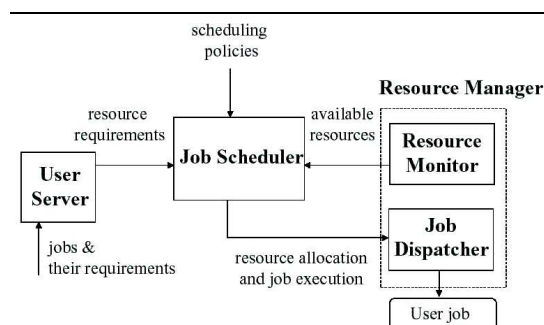 scheduling
policies
Resource Manager
resource
requirements
available
resources
Job Scheduler
Resource
Monitor
User
Server
Job
Dispatcher
jobs &
their requirements
resource allocation
and job execution
User job